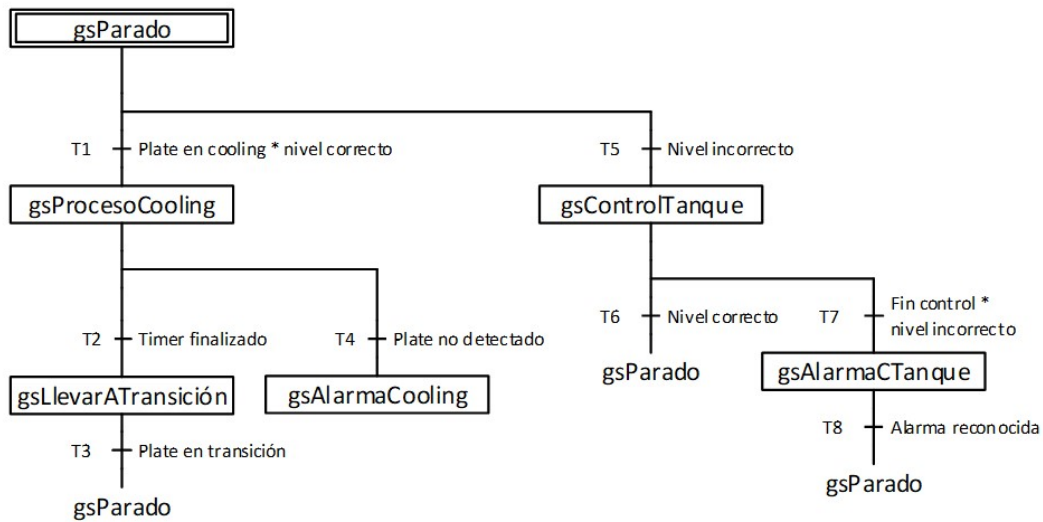 gsParado
T1 Plate en cooling * nivel correcto
T5 Nivel incorrecto
gsProcesoCooling
gsControlTanque
T2 Timer finalizado
T4 Plate no detectado
T6 Nivel correcto
T7 Fin control *
nivel incorrecto
gsLlevarATransición
gsAlarmaCooling
gsParado
gsAlarmaCTanque
T3 Plate en transición
T8 Alarma reconocida
gsParado
gsParado